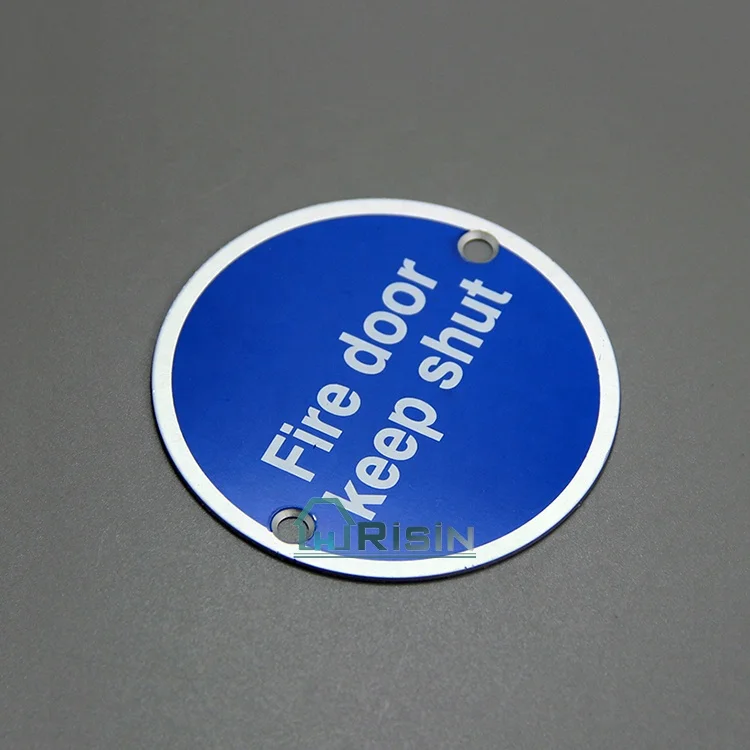 Fire door
keep shut
RISIN